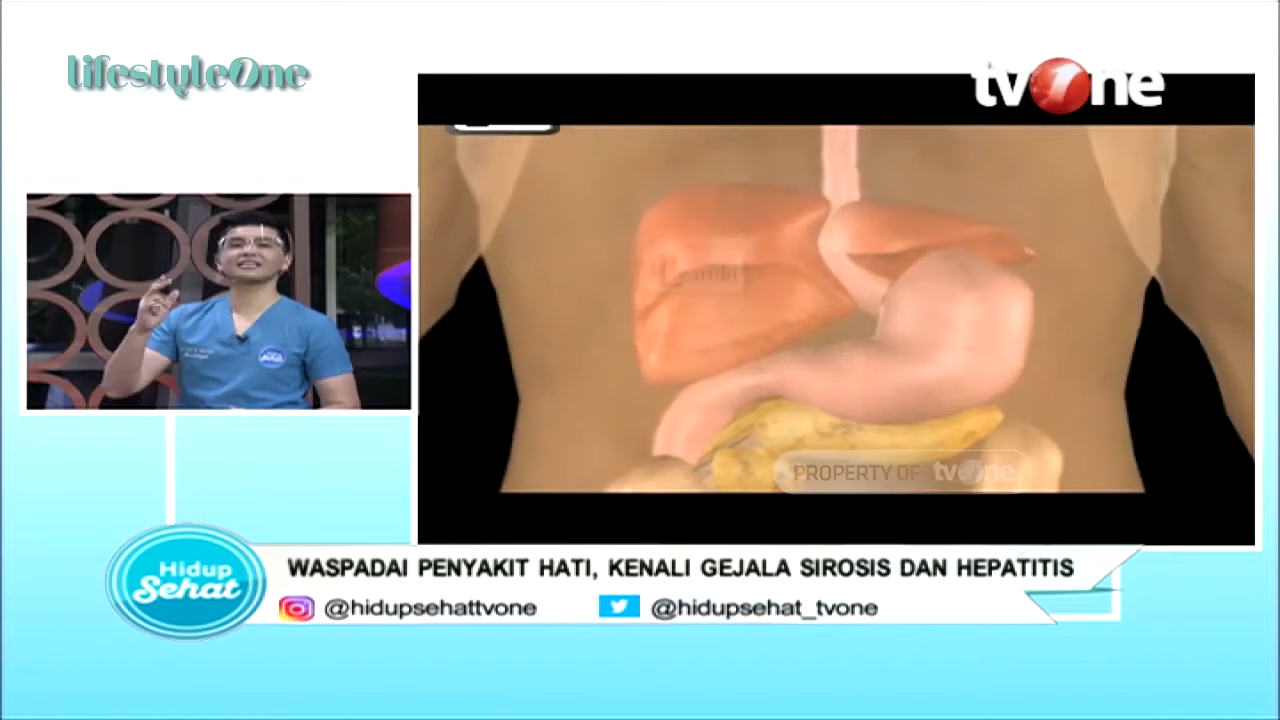 lifestyleOne
tvOne
PROPERTY OF tvOne
Hidup
Sehat
WASPADAI PENYAKIT HATI, KENALI GEJALA SIROSIS DAN HEPATITIS
@hidupsehattvone
@hidupsehat_tvone